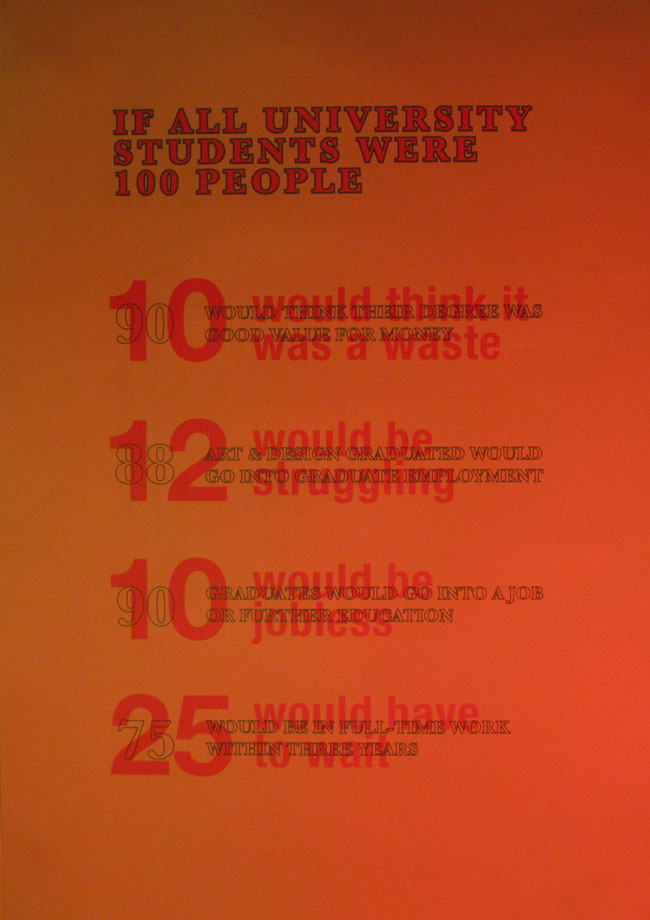 IF ALL UNIVERSITY
STUDENTS WERE
100 PEOPLE
10 would think it
was a waste
90 WOULD THINK THEIR DEGREE WAS
GOOD VALUE FOR MONEY
12 would be
struggling
88 ART & DESIGN GRADUATED WOULD
GO INTO GRADUATE EMPLOYMENT
10 would be
jobless
90 GRADUATES WOULD GO INTO A JOB
OR FURTHER EDUCATION
25 would have
to wait
75 WOULD BE IN FULL-TIME WORK
WITHIN THREE YEARS